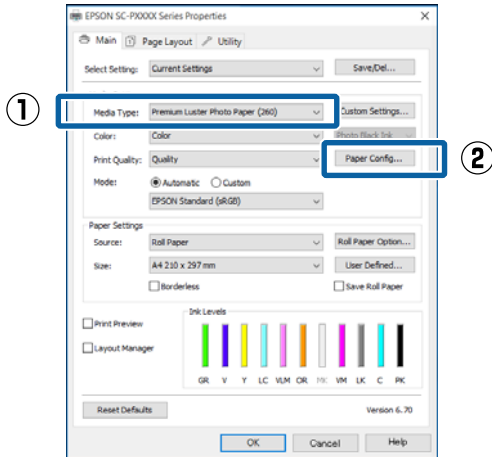 EPSON SC-PXXXX Series Properties
Main Page Layout Utility
Select Setting: Current Settings Save/Del...
① Media Type: Premium Luster Photo Paper (260) Custom Settings...
Color: Color Photo Black Ink
Print Quality: Quality Paper Config... ②
Mode: Automatic Custom
EPSON Standard (sRGB)
Paper Settings
Source: Roll Paper Roll Paper Option...
Size: A4 210 x 297 mm User Defined...
Borderless Save Roll Paper
Ink Levels
Print Preview
Layout Manager
GR V Y LC VLM OR MK VM LK C PK
Reset Defaults Version 6.70
OK Cancel Help